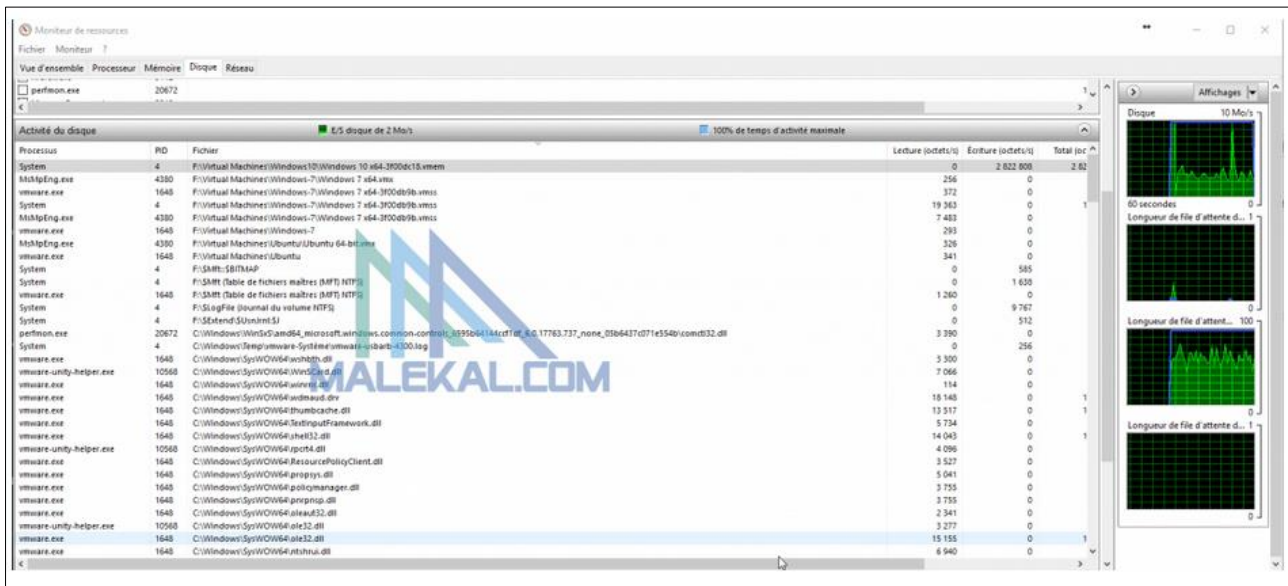 Moniteur de ressources
Fichier Moniteur ?
Vue d'ensemble Processeur Mémoire Disque Réseau
perfmon.exe 20672
Affichages
Activité du disque E/S disque de 2 Mo/s 100% de temps d'activité maximale
Processus PID Fichier Lecture (octets/s) Écriture (octets/s) Total (oc
System 4 F:\Virtual Machines\Windows10\Windows 10 x64-3f00dc18.vmem 0 2 822 808 2 82
MsMpEng.exe 4380 F:\Virtual Machines\Windows-7\Windows 7 x64.vmx 256 0
vmware.exe 1648 F:\Virtual Machines\Windows-7\Windows 7 x64-3f00db9b.vmss 372 0
System 4 F:\Virtual Machines\Windows-7\Windows 7 x64-3f00db9b.vmss 19 363 0 1
MsMpEng.exe 4380 F:\Virtual Machines\Windows-7\Windows 7 x64-3f00db9b.vmss 7 483 0
vmware.exe 1648 F:\Virtual Machines\Windows-7 293 0
MsMpEng.exe 4380 F:\Virtual Machines\Ubuntu\Ubuntu 64-bit.vmx 326 0
vmware.exe 1648 F:\Virtual Machines\Ubuntu 341 0
System 4 F:\$Mft::$BITMAP 0 585
System 4 F:\$Mft (Table de fichiers maîtres (MFT) NTFS) 0 1 638
vmware.exe 1648 F:\$Mft (Table de fichiers maîtres (MFT) NTFS) 1 260 0
System 4 F:\$LogFile (Journal du volume NTFS) 0 9 767
System 4 F:\$Extend\$UsnJrnl:$J 0 512
perfmon.exe 20672 3 390 0
System 4 C:\Windows\Temp\vmware-Système\vmware-usbarb-4300.log 0 256
vmware.exe 1648 C:\Windows\SysWOW64\wshbth.dll 3 300 0
vmware-unity-helper.exe 10568 C:\Windows\SysWOW64\WinSCard.dll 7 066 0
vmware.exe 1648 C:\Windows\SysWOW64\winrnr.dll 114 0
vmware.exe 1648 C:\Windows\SysWOW64\wdmaud.drv 18 148 0 1
vmware.exe 1648 C:\Windows\SysWOW64\thumbcache.dll 13 517 0 1
vmware.exe 1648 C:\Windows\SysWOW64\TextInputFramework.dll 5 734 0
vmware.exe 1648 C:\Windows\SysWOW64\shell32.dll 14 043 0 1
vmware-unity-helper.exe 10568 C:\Windows\SysWOW64\rpcrt4.dll 4 096 0
vmware.exe 1648 C:\Windows\SysWOW64\ResourcePolicyClient.dll 3 527 0
vmware.exe 1648 C:\Windows\SysWOW64\propsys.dll 5 041 0
vmware.exe 1648 C:\Windows\SysWOW64\policymanager.dll 3 755 0
vmware.exe 1648 C:\Windows\SysWOW64\pnrpnsp.dll 3 755 0
vmware.exe 1648 C:\Windows\SysWOW64\oleaut32.dll 2 341 0
vmware-unity-helper.exe 10568 C:\Windows\SysWOW64\ole32.dll 3 277 0
vmware.exe 1648 C:\Windows\SysWOW64\ole32.dll 15 155 0 1
vmware.exe 1648 C:\Windows\SysWOW64\ntshrui.dll 6 940 0
MALEKAL.COM
Disque 10 Mo/s
60 secondes 0
Longueur de file d'attente d... 1
0
Longueur de file d'attent... 100
0
Longueur de file d'attente d... 1
0